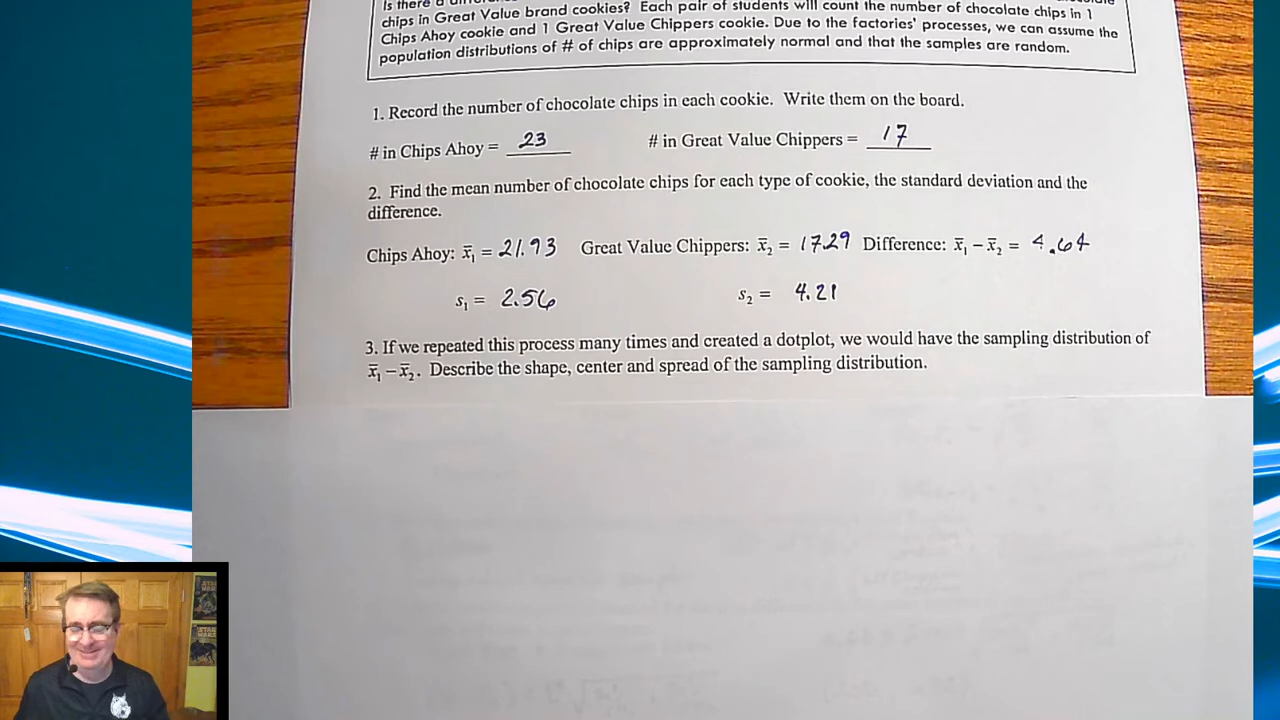 Is there a
chips in Great Value brand cookies? Each pair of students will count the number of chocolate chips in 1
Chips Ahoy cookie and 1 Great Value Chippers cookie. Due to the factories' processes, we can assume the
population distributions of # of chips are approximately normal and that the samples are random.
1. Record the number of chocolate chips in each cookie. Write them on the board.
# in Chips Ahoy = 23 # in Great Value Chippers = 17
2. Find the mean number of chocolate chips for each type of cookie, the standard deviation and the
difference.
Chips Ahoy: x̄₁ = 21.93 Great Value Chippers: x̄₂ = 17.29 Difference: x̄₁ – x̄₂ = 4.64
s₁ = 2.56 s₂ = 4.21
3. If we repeated this process many times and created a dotplot, we would have the sampling distribution of
x̄₁ – x̄₂. Describe the shape, center and spread of the sampling distribution.
STAR WARS
STAR WARS